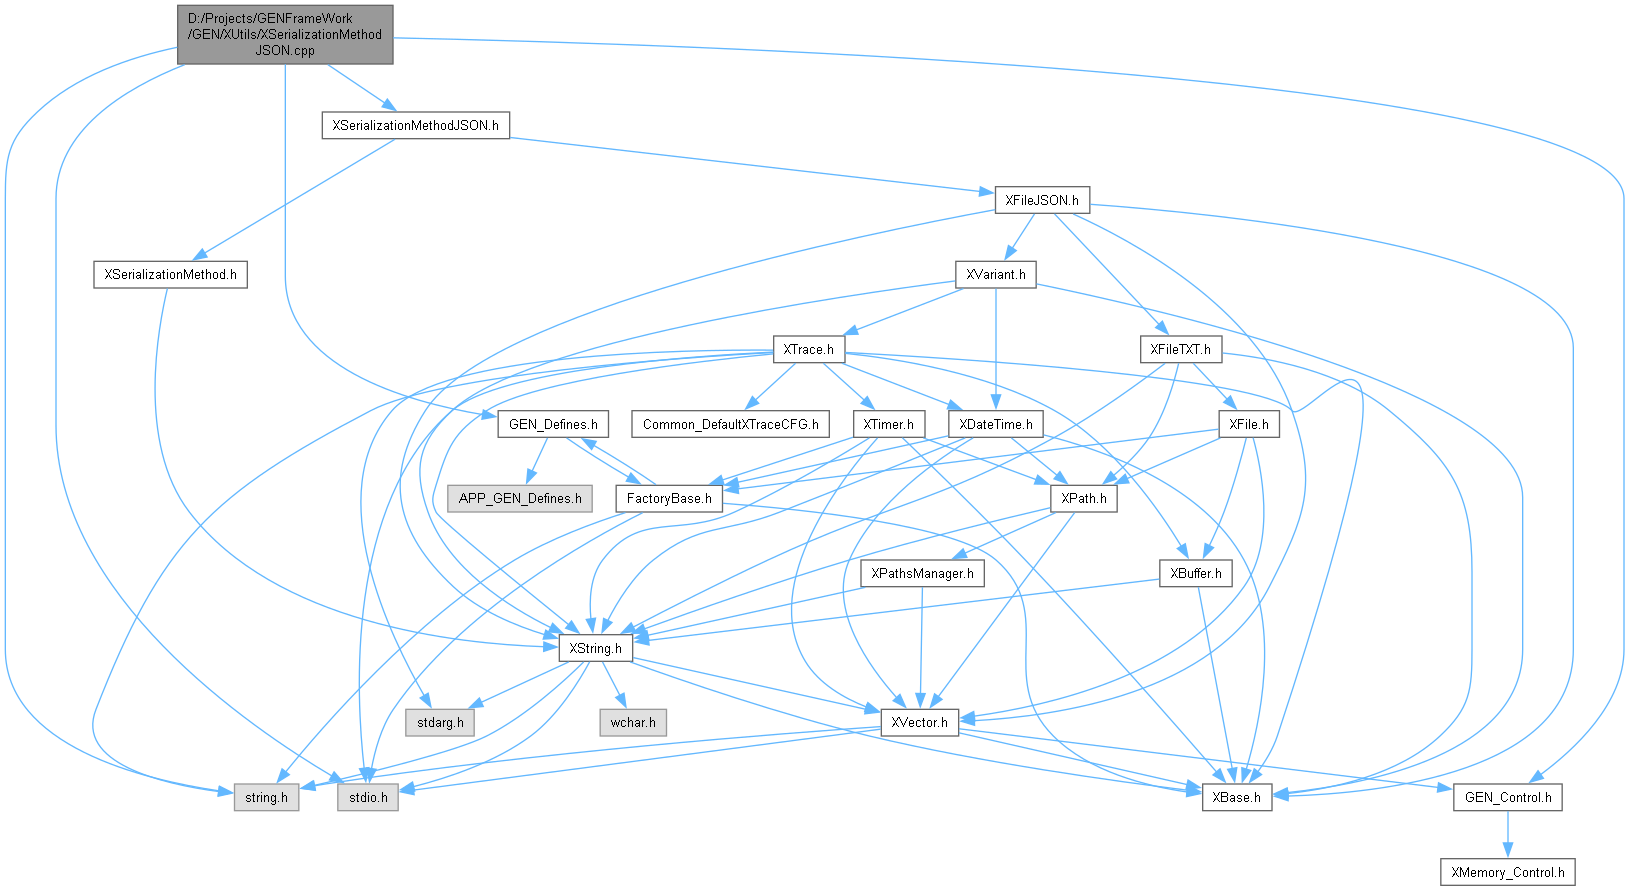 D:/Projects/GENFrameWork
/GEN/XUtils/XSerializationMethod
JSON.cpp
XSerializationMethodJSON.h
XFileJSON.h
XSerializationMethod.h
XVariant.h
XTrace.h
XFileTXT.h
GEN_Defines.h
Common_DefaultXTraceCFG.h
XTimer.h
XDateTime.h
XFile.h
APP_GEN_Defines.h
FactoryBase.h
XPath.h
XPathsManager.h
XBuffer.h
XString.h
stdarg.h
wchar.h
XVector.h
string.h
stdio.h
XBase.h
GEN_Control.h
XMemory_Control.h